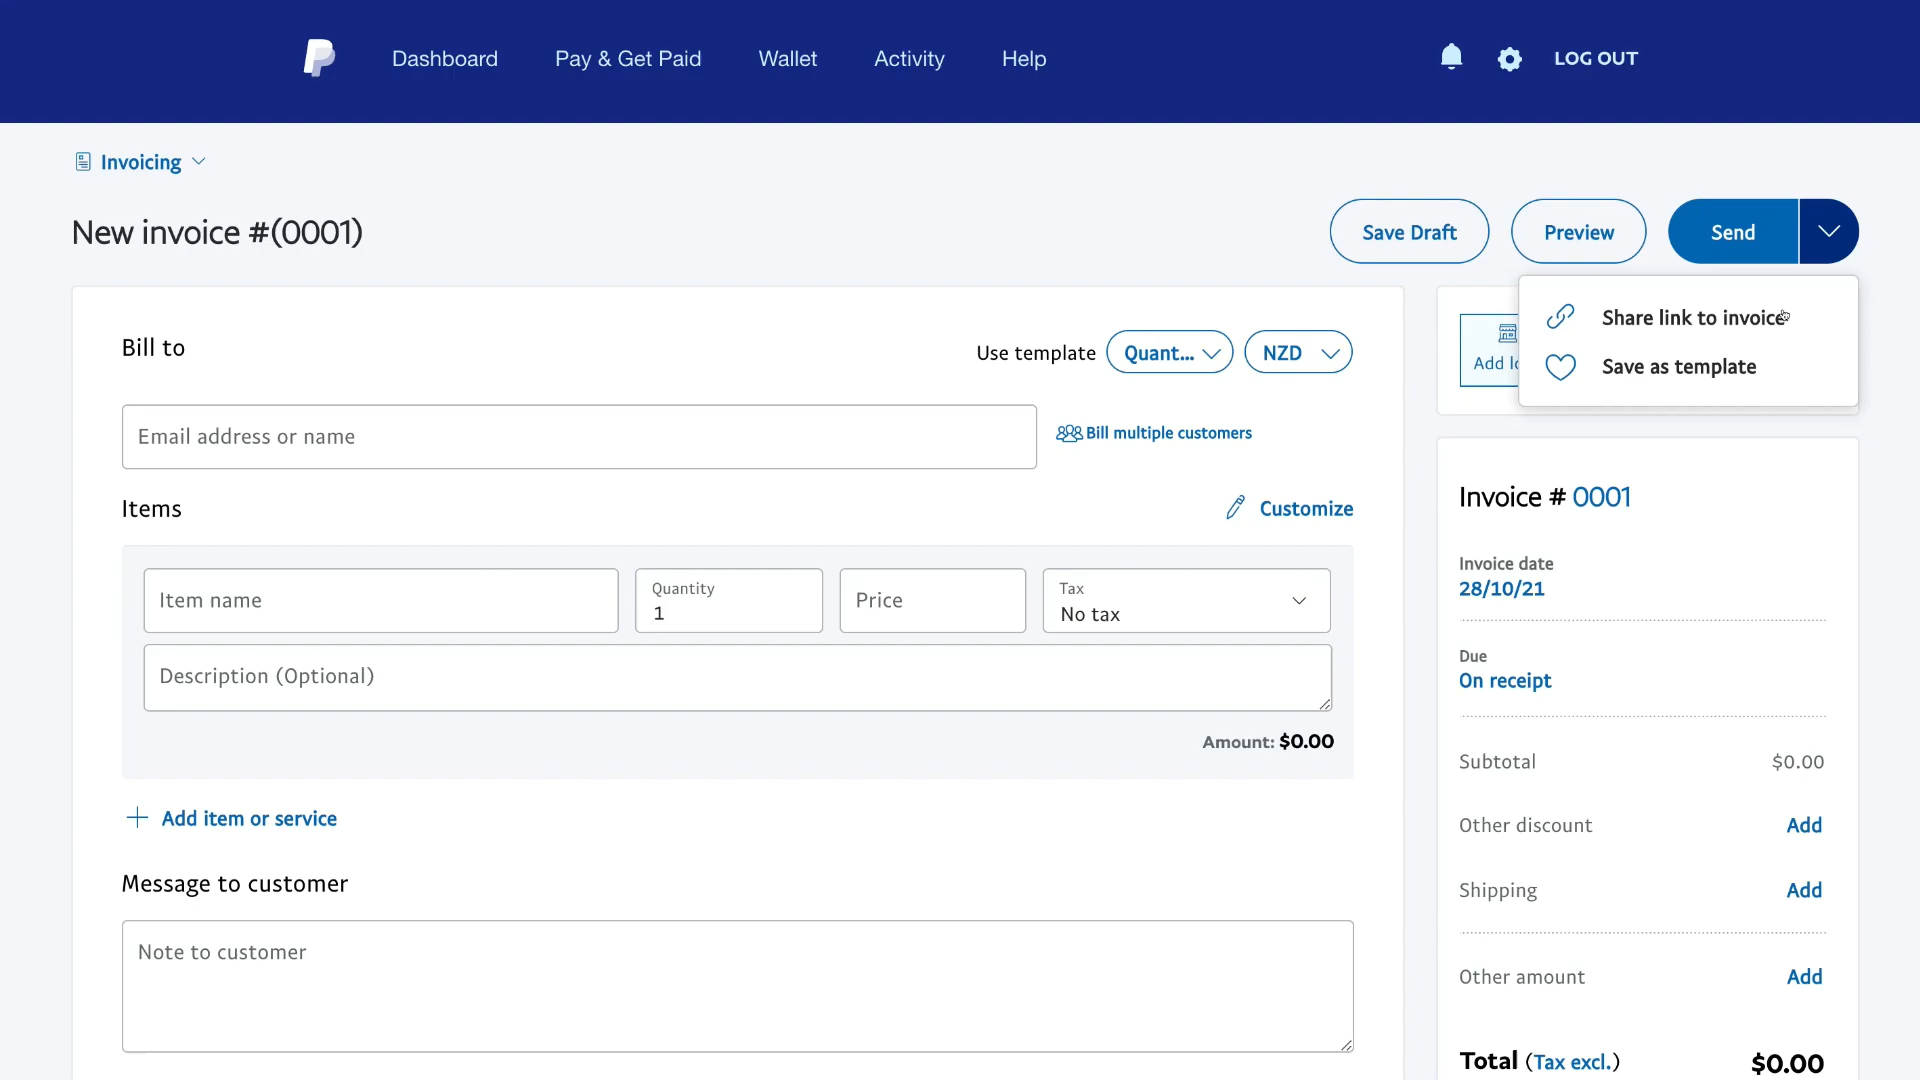 Dashboard
Pay & Get Paid
Wallet
Activity
Help
LOG OUT
Invoicing
New invoice #(0001)
Save Draft
Preview
Send
Share link to invoice
Save as template
Bill to
Use template
Quant...
NZD
Add lo
Email address or name
Bill multiple customers
Items
Customize
Item name
Quantity
1
Price
Tax
No tax
Description (Optional)
Amount: $0.00
Add item or service
Message to customer
Note to customer
Invoice # 0001
Invoice date
28/10/21
Due
On receipt
Subtotal $0.00
Other discount Add
Shipping Add
Other amount Add
Total (Tax excl.) $0.00